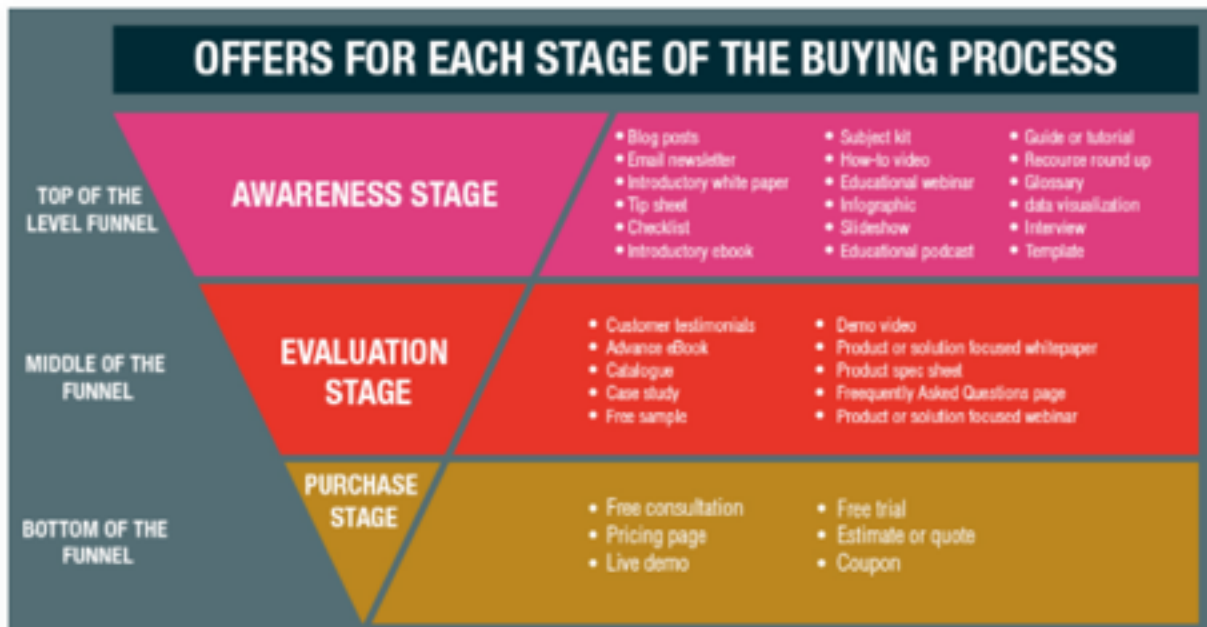 OFFERS FOR EACH STAGE OF THE BUYING PROCESS
TOP OF THE
LEVEL FUNNEL
AWARENESS STAGE
• Blog posts
• Email newsletter
• Introductory white paper
• Tip sheet
• Checklist
• Introductory ebook
• Subject kit
• How-to video
• Educational webinar
• Infographic
• Slideshow
• Educational podcast
• Guide or tutorial
• Recource round up
• Glossary
• data visualization
• Interview
• Template
MIDDLE OF THE
FUNNEL
EVALUATION
STAGE
• Customer testimonials
• Advance eBook
• Catalogue
• Case study
• Free sample
• Demo video
• Product or solution focused whitepaper
• Product spec sheet
• Freequently Asked Questions page
• Product or solution focused webinar
BOTTOM OF THE
FUNNEL
PURCHASE
STAGE
• Free consultation
• Pricing page
• Live demo
• Free trial
• Estimate or quote
• Coupon